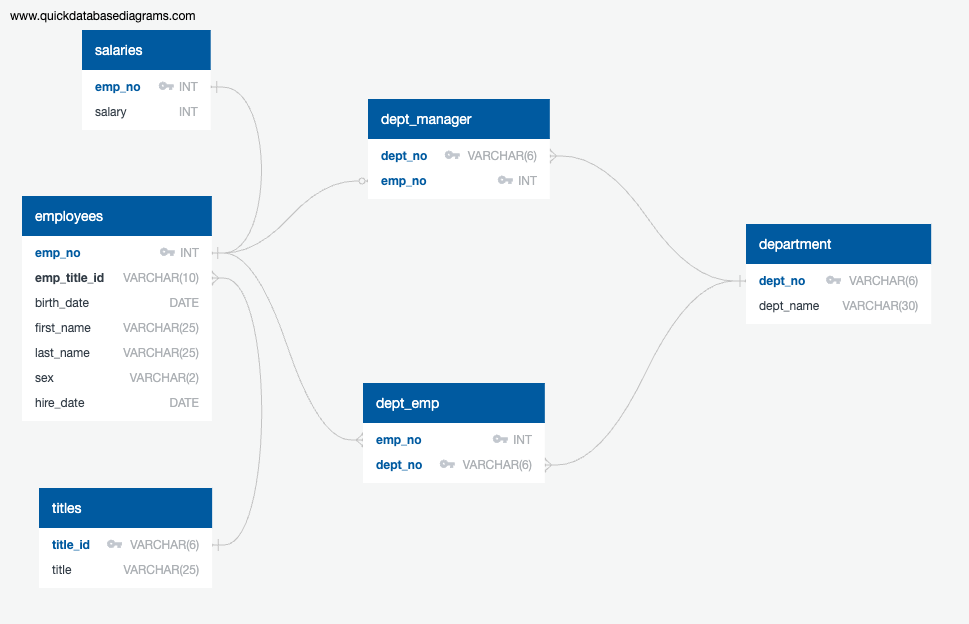 www.quickdatabasediagrams.com
salaries
emp_no INT
salary INT
employees
emp_no INT
emp_title_id VARCHAR(10)
birth_date DATE
first_name VARCHAR(25)
last_name VARCHAR(25)
sex VARCHAR(2)
hire_date DATE
titles
title_id VARCHAR(6)
title VARCHAR(25)
dept_manager
dept_no VARCHAR(6)
emp_no INT
dept_emp
emp_no INT
dept_no VARCHAR(6)
department
dept_no VARCHAR(6)
dept_name VARCHAR(30)